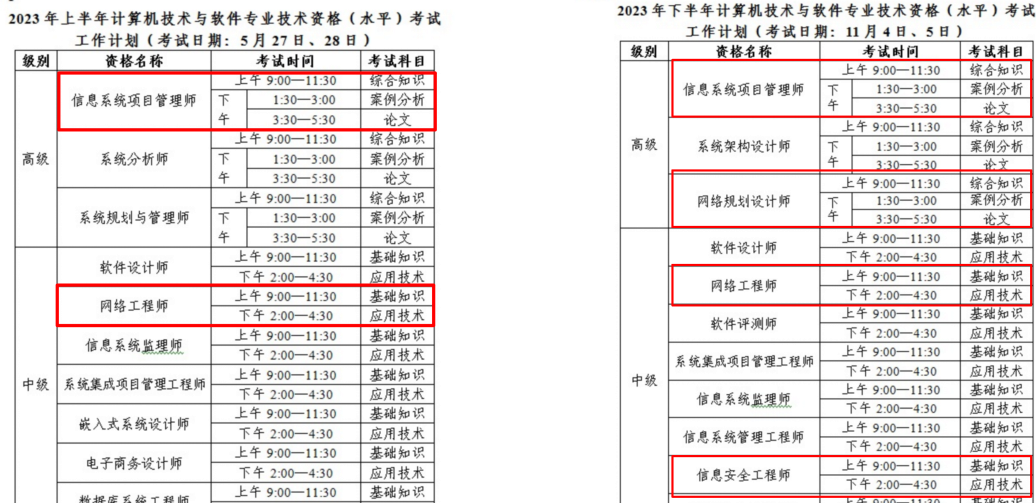 2023年上半年计算机技术与软件专业技术资格（水平）考试
工作计划（考试日期：5月27日、28日）
级别 资格名称 考试时间 考试科目
高级
信息系统项目管理师 上午 9:00—11:30 综合知识
下午 1:30—3:00 案例分析
3:30—5:30 论文
系统分析师 上午 9:00—11:30 综合知识
下午 1:30—3:00 案例分析
3:30—5:30 论文
系统规划与管理师 上午 9:00—11:30 综合知识
下午 1:30—3:00 案例分析
3:30—5:30 论文
中级
软件设计师 上午 9:00—11:30 基础知识
下午 2:00—4:30 应用技术
网络工程师 上午 9:00—11:30 基础知识
下午 2:00—4:30 应用技术
信息系统监理师 上午 9:00—11:30 基础知识
下午 2:00—4:30 应用技术
系统集成项目管理工程师 上午 9:00—11:30 基础知识
下午 2:00—4:30 应用技术
嵌入式系统设计师 上午 9:00—11:30 基础知识
下午 2:00—4:30 应用技术
电子商务设计师 上午 9:00—11:30 基础知识
下午 2:00—4:30 应用技术
数据库系统工程师 上午 9:00—11:30 基础知识
2023年下半年计算机技术与软件专业技术资格（水平）考试
工作计划（考试日期：11月4日、5日）
级别 资格名称 考试时间 考试科目
高级
信息系统项目管理师 上午 9:00—11:30 综合知识
下午 1:30—3:00 案例分析
3:30—5:30 论文
系统架构设计师 上午 9:00—11:30 综合知识
下午 1:30—3:00 案例分析
3:30—5:30 论文
网络规划设计师 上午 9:00—11:30 综合知识
下午 1:30—3:00 案例分析
3:30—5:30 论文
中级
软件设计师 上午 9:00—11:30 基础知识
下午 2:00—4:30 应用技术
网络工程师 上午 9:00—11:30 基础知识
下午 2:00—4:30 应用技术
软件评测师 上午 9:00—11:30 基础知识
下午 2:00—4:30 应用技术
系统集成项目管理工程师 上午 9:00—11:30 基础知识
下午 2:00—4:30 应用技术
信息系统监理师 上午 9:00—11:30 基础知识
下午 2:00—4:30 应用技术
信息系统管理工程师 上午 9:00—11:30 基础知识
下午 2:00—4:30 应用技术
信息安全工程师 上午 9:00—11:30 基础知识
下午 2:00—4:30 应用技术